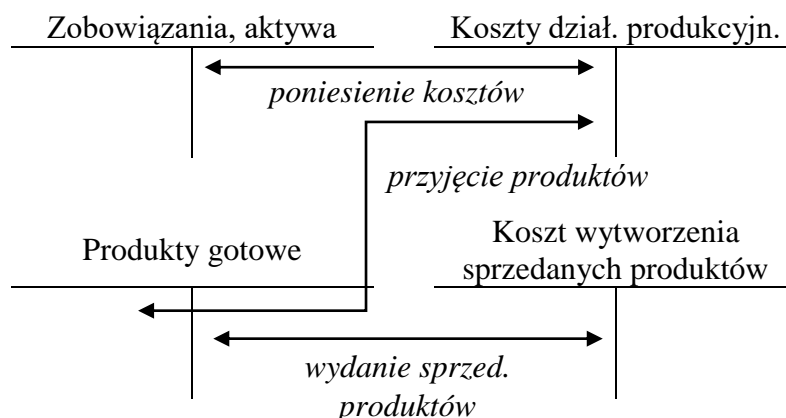 Zobowiązania, aktywa
Koszty dział. produkcyjn.
poniesienie kosztów
przyjęcie produktów
Produkty gotowe
Koszt wytworzenia
sprzedanych produktów
wydanie sprzed.
produktów